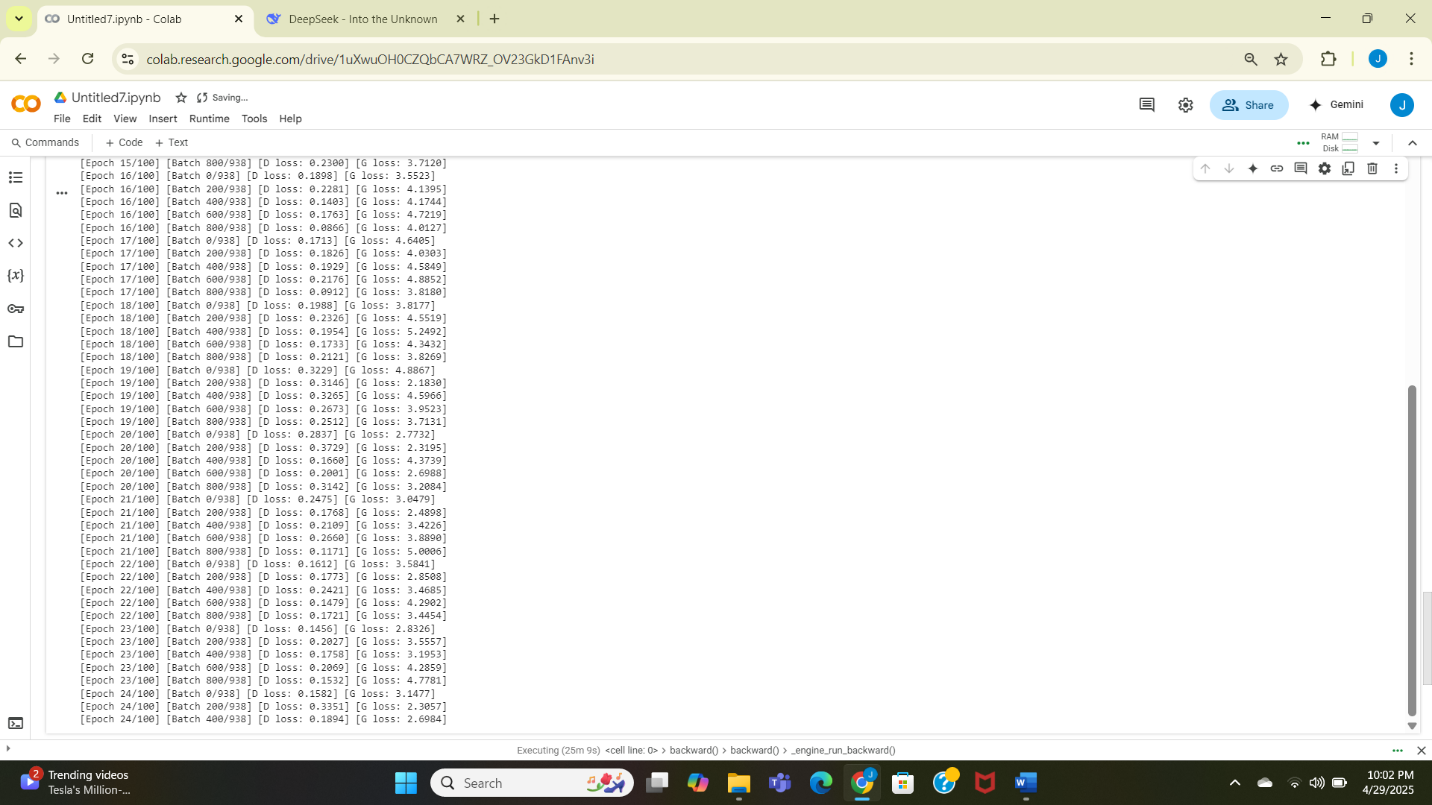 Untitled7.ipynb - Colab
DeepSeek - Into the Unknown
colab.research.google.com/drive/1uXwuOH0CZQbCA7WRZ_OV23GkD1FAnv3i
J
CO
Untitled7.ipynb
Saving...
Share
Gemini
J
File Edit View Insert Runtime Tools Help
Commands + Code + Text
RAM
Disk
[Epoch 15/100] [Batch 800/938] [D loss: 0.2300] [G loss: 3.7120]
[Epoch 16/100] [Batch 0/938] [D loss: 0.1898] [G loss: 3.5523]
[Epoch 16/100] [Batch 200/938] [D loss: 0.2281] [G loss: 4.1395]
[Epoch 16/100] [Batch 400/938] [D loss: 0.1403] [G loss: 4.1744]
[Epoch 16/100] [Batch 600/938] [D loss: 0.1763] [G loss: 4.7219]
[Epoch 16/100] [Batch 800/938] [D loss: 0.0866] [G loss: 4.0127]
[Epoch 17/100] [Batch 0/938] [D loss: 0.1713] [G loss: 4.6405]
[Epoch 17/100] [Batch 200/938] [D loss: 0.1826] [G loss: 4.0303]
[Epoch 17/100] [Batch 400/938] [D loss: 0.1929] [G loss: 4.5849]
[Epoch 17/100] [Batch 600/938] [D loss: 0.2176] [G loss: 4.8852]
[Epoch 17/100] [Batch 800/938] [D loss: 0.0912] [G loss: 3.8180]
[Epoch 18/100] [Batch 0/938] [D loss: 0.1988] [G loss: 3.8177]
[Epoch 18/100] [Batch 200/938] [D loss: 0.2326] [G loss: 4.5519]
[Epoch 18/100] [Batch 400/938] [D loss: 0.1954] [G loss: 5.2492]
[Epoch 18/100] [Batch 600/938] [D loss: 0.1733] [G loss: 4.3432]
[Epoch 18/100] [Batch 800/938] [D loss: 0.2121] [G loss: 3.8269]
[Epoch 19/100] [Batch 0/938] [D loss: 0.3229] [G loss: 4.8867]
[Epoch 19/100] [Batch 200/938] [D loss: 0.3146] [G loss: 2.1830]
[Epoch 19/100] [Batch 400/938] [D loss: 0.3265] [G loss: 4.5966]
[Epoch 19/100] [Batch 600/938] [D loss: 0.2673] [G loss: 3.9523]
[Epoch 19/100] [Batch 800/938] [D loss: 0.2512] [G loss: 3.7131]
[Epoch 20/100] [Batch 0/938] [D loss: 0.2837] [G loss: 2.7732]
[Epoch 20/100] [Batch 200/938] [D loss: 0.3729] [G loss: 2.3195]
[Epoch 20/100] [Batch 400/938] [D loss: 0.1660] [G loss: 4.3739]
[Epoch 20/100] [Batch 600/938] [D loss: 0.2001] [G loss: 2.6988]
[Epoch 20/100] [Batch 800/938] [D loss: 0.3142] [G loss: 3.2084]
[Epoch 21/100] [Batch 0/938] [D loss: 0.2475] [G loss: 3.0479]
[Epoch 21/100] [Batch 200/938] [D loss: 0.1768] [G loss: 2.4898]
[Epoch 21/100] [Batch 400/938] [D loss: 0.2109] [G loss: 3.4226]
[Epoch 21/100] [Batch 600/938] [D loss: 0.2660] [G loss: 3.8890]
[Epoch 21/100] [Batch 800/938] [D loss: 0.1171] [G loss: 5.0006]
[Epoch 22/100] [Batch 0/938] [D loss: 0.1612] [G loss: 3.5841]
[Epoch 22/100] [Batch 200/938] [D loss: 0.1773] [G loss: 2.8508]
[Epoch 22/100] [Batch 400/938] [D loss: 0.2421] [G loss: 3.4685]
[Epoch 22/100] [Batch 600/938] [D loss: 0.1479] [G loss: 4.2902]
[Epoch 22/100] [Batch 800/938] [D loss: 0.1721] [G loss: 3.4454]
[Epoch 23/100] [Batch 0/938] [D loss: 0.1456] [G loss: 2.8326]
[Epoch 23/100] [Batch 200/938] [D loss: 0.2027] [G loss: 3.5557]
[Epoch 23/100] [Batch 400/938] [D loss: 0.1758] [G loss: 3.1953]
[Epoch 23/100] [Batch 600/938] [D loss: 0.2069] [G loss: 4.2859]
[Epoch 23/100] [Batch 800/938] [D loss: 0.1532] [G loss: 4.7781]
[Epoch 24/100] [Batch 0/938] [D loss: 0.1582] [G loss: 3.1477]
[Epoch 24/100] [Batch 200/938] [D loss: 0.3351] [G loss: 2.3057]
[Epoch 24/100] [Batch 400/938] [D loss: 0.1894] [G loss: 2.6984]
Executing (25m 9s) <cell line: 0> > backward() > backward() > _engine_run_backward()
2
Trending videos
Tesla's Million-...
Search
10:02 PM
4/29/2025